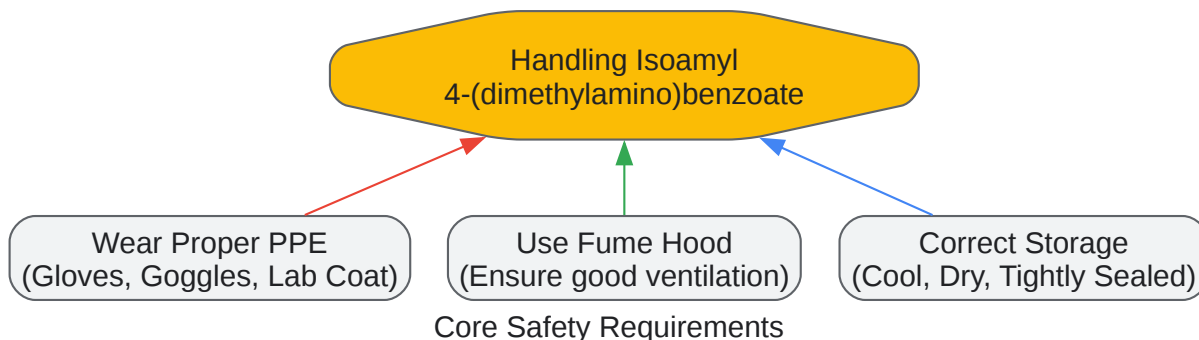 Handling Isoamyl
4-(dimethylamino)benzoate
Wear Proper PPE
(Gloves, Goggles, Lab Coat)
Use Fume Hood
(Ensure good ventilation)
Correct Storage
(Cool, Dry, Tightly Sealed)
Core Safety Requirements